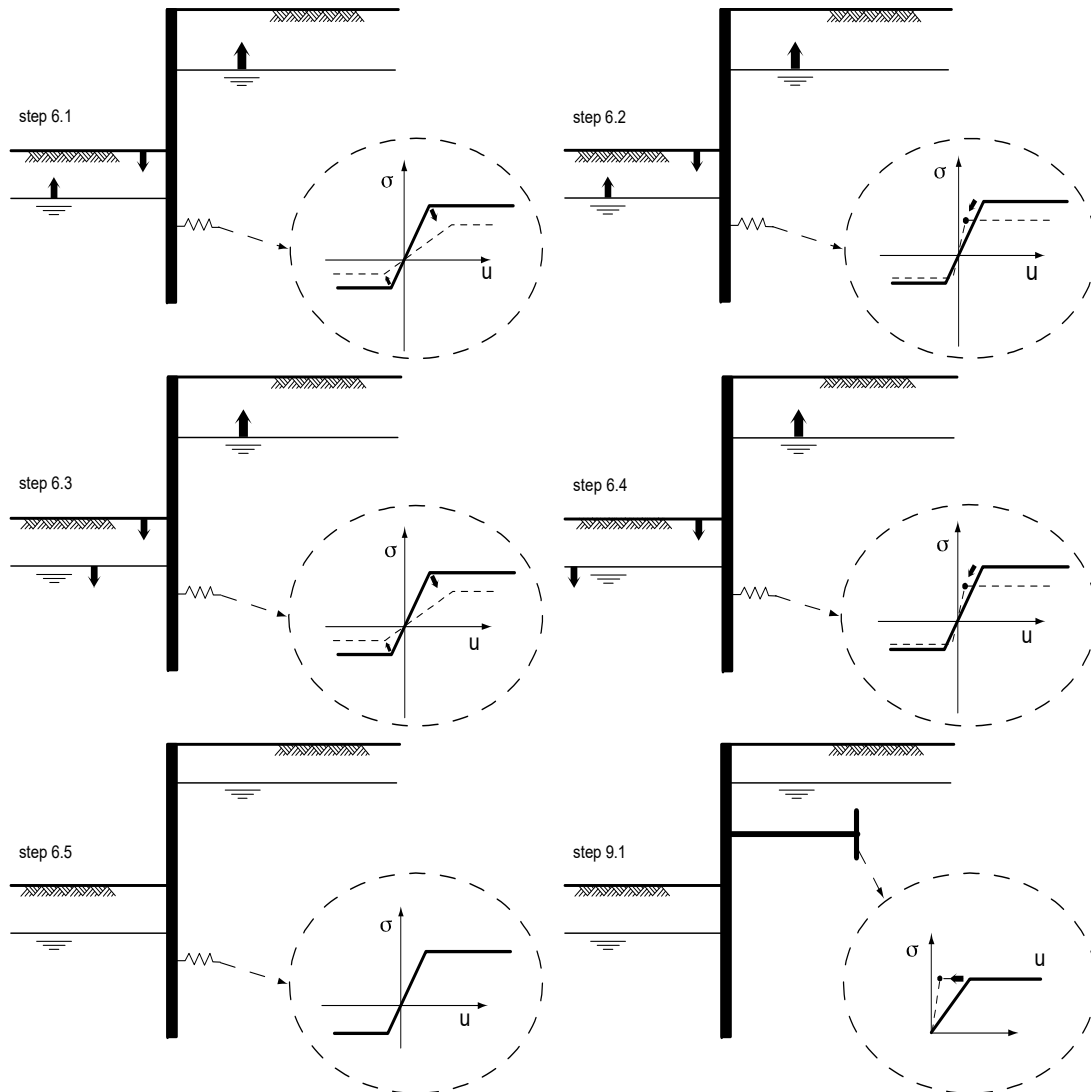 step 6.1
σ
u
step 6.2
σ
u
step 6.3
σ
u
step 6.4
σ
u
step 6.5
σ
u
step 9.1
σ
u